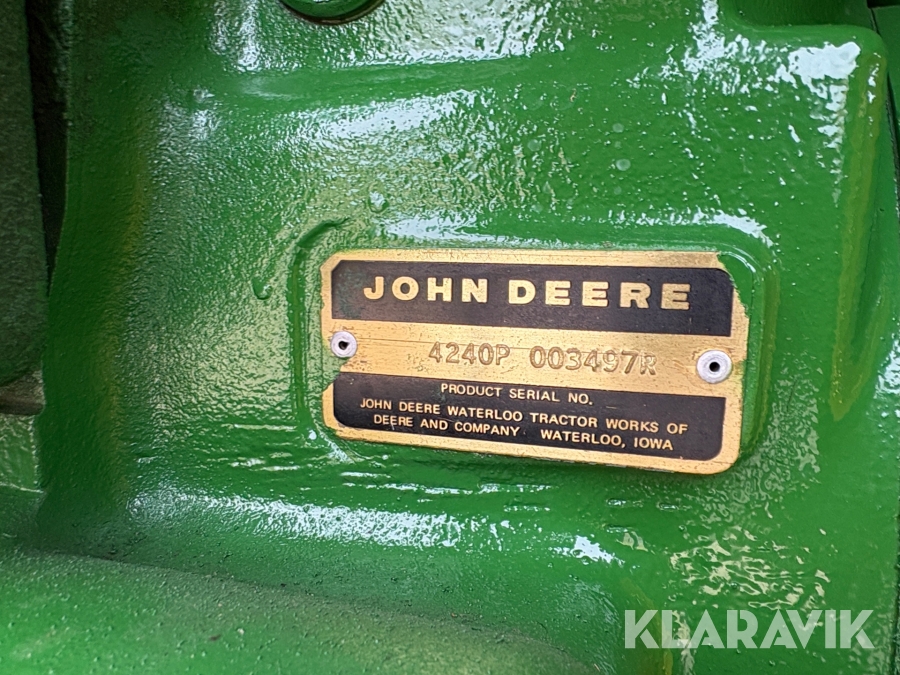 JOHN DEERE
4240P 003497R
PRODUCT SERIAL NO.
JOHN DEERE WATERLOO TRACTOR WORKS OF
DEERE AND COMPANY WATERLOO, IOWA
KLARAVIK